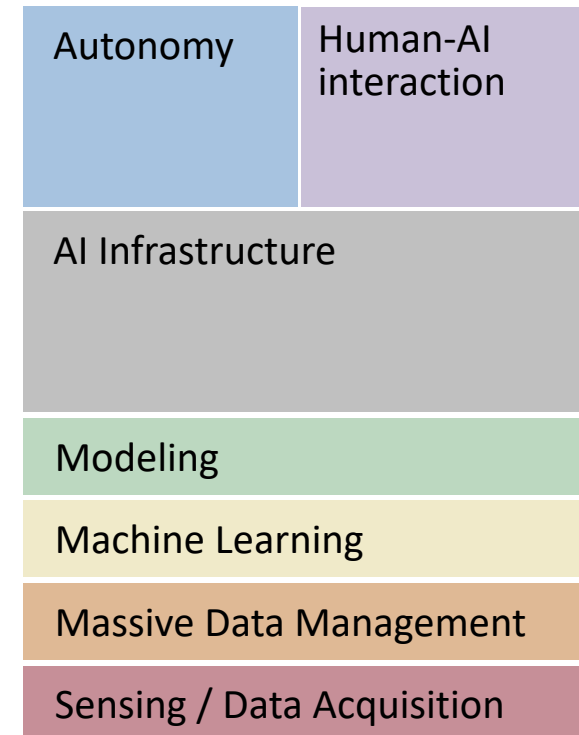 Autonomy
Human-AI
interaction
AI Infrastructure
Modeling
Machine Learning
Massive Data Management
Sensing / Data Acquisition